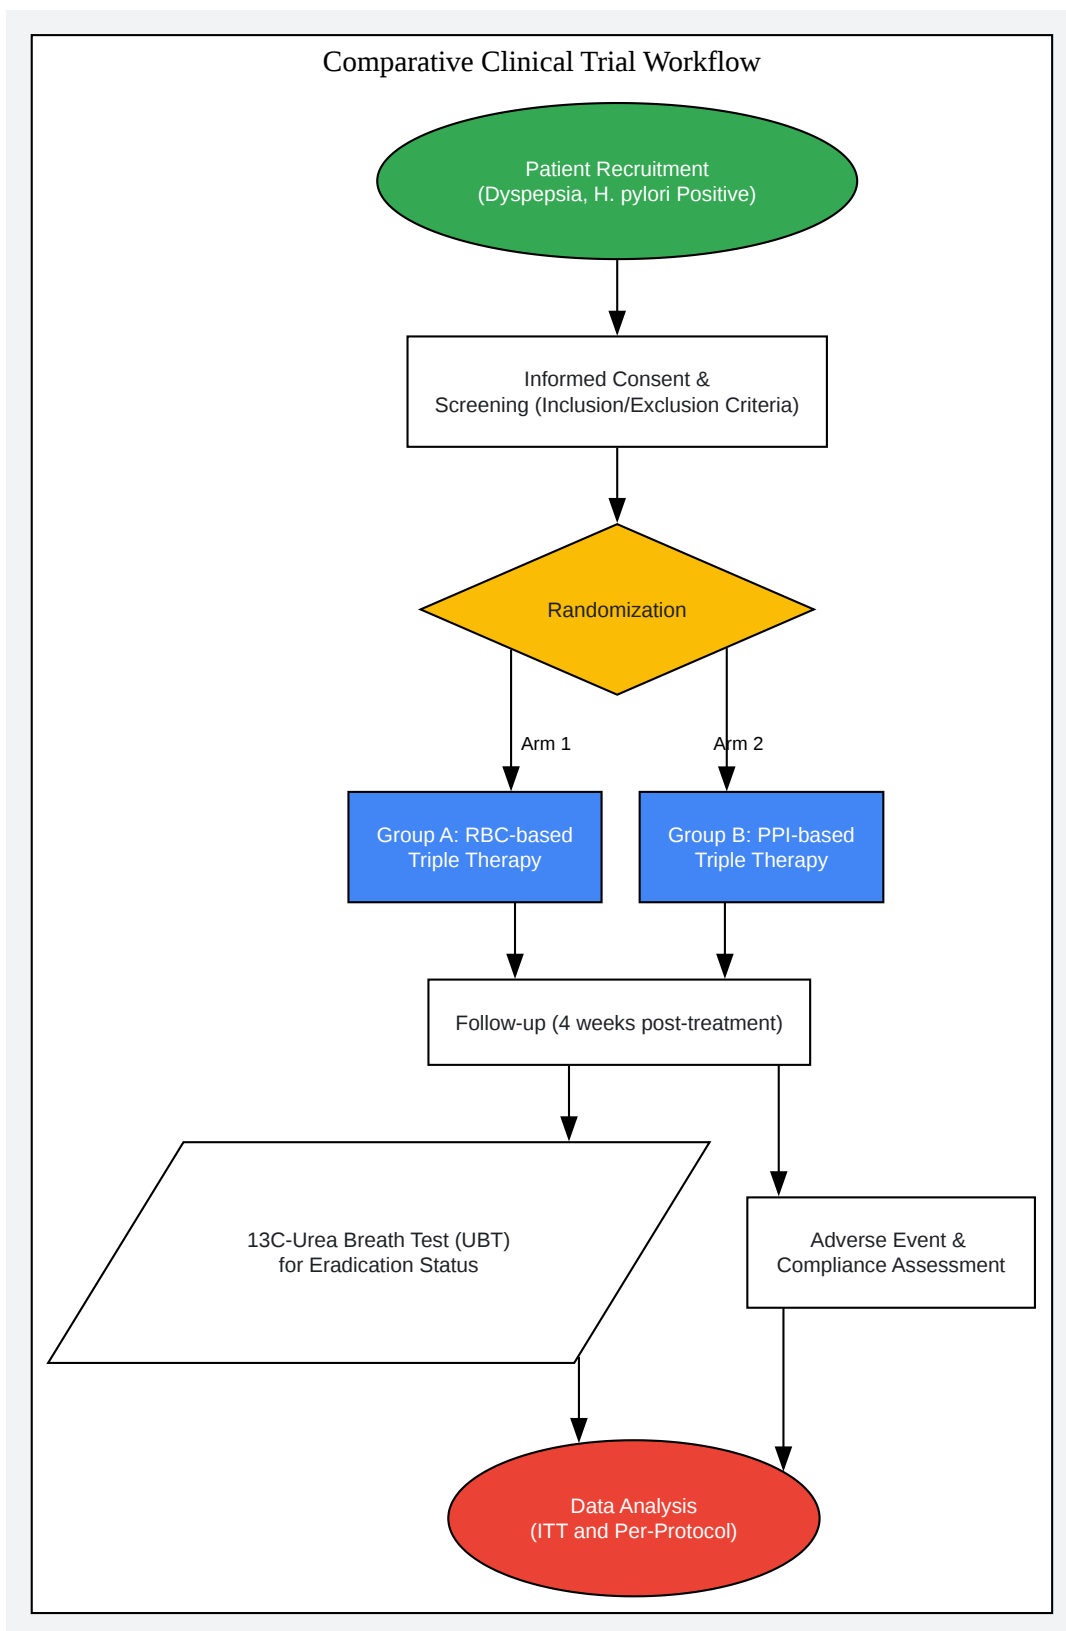 Comparative Clinical Trial Workflow
Patient Recruitment
(Dyspepsia, H. pylori Positive)
Informed Consent &
Screening (Inclusion/Exclusion Criteria)
Randomization
Arm 1
Arm 2
Group A: RBC-based
Triple Therapy
Group B: PPI-based
Triple Therapy
Follow-up (4 weeks post-treatment)
13C-Urea Breath Test (UBT)
for Eradication Status
Adverse Event &
Compliance Assessment
Data Analysis
(ITT and Per-Protocol)